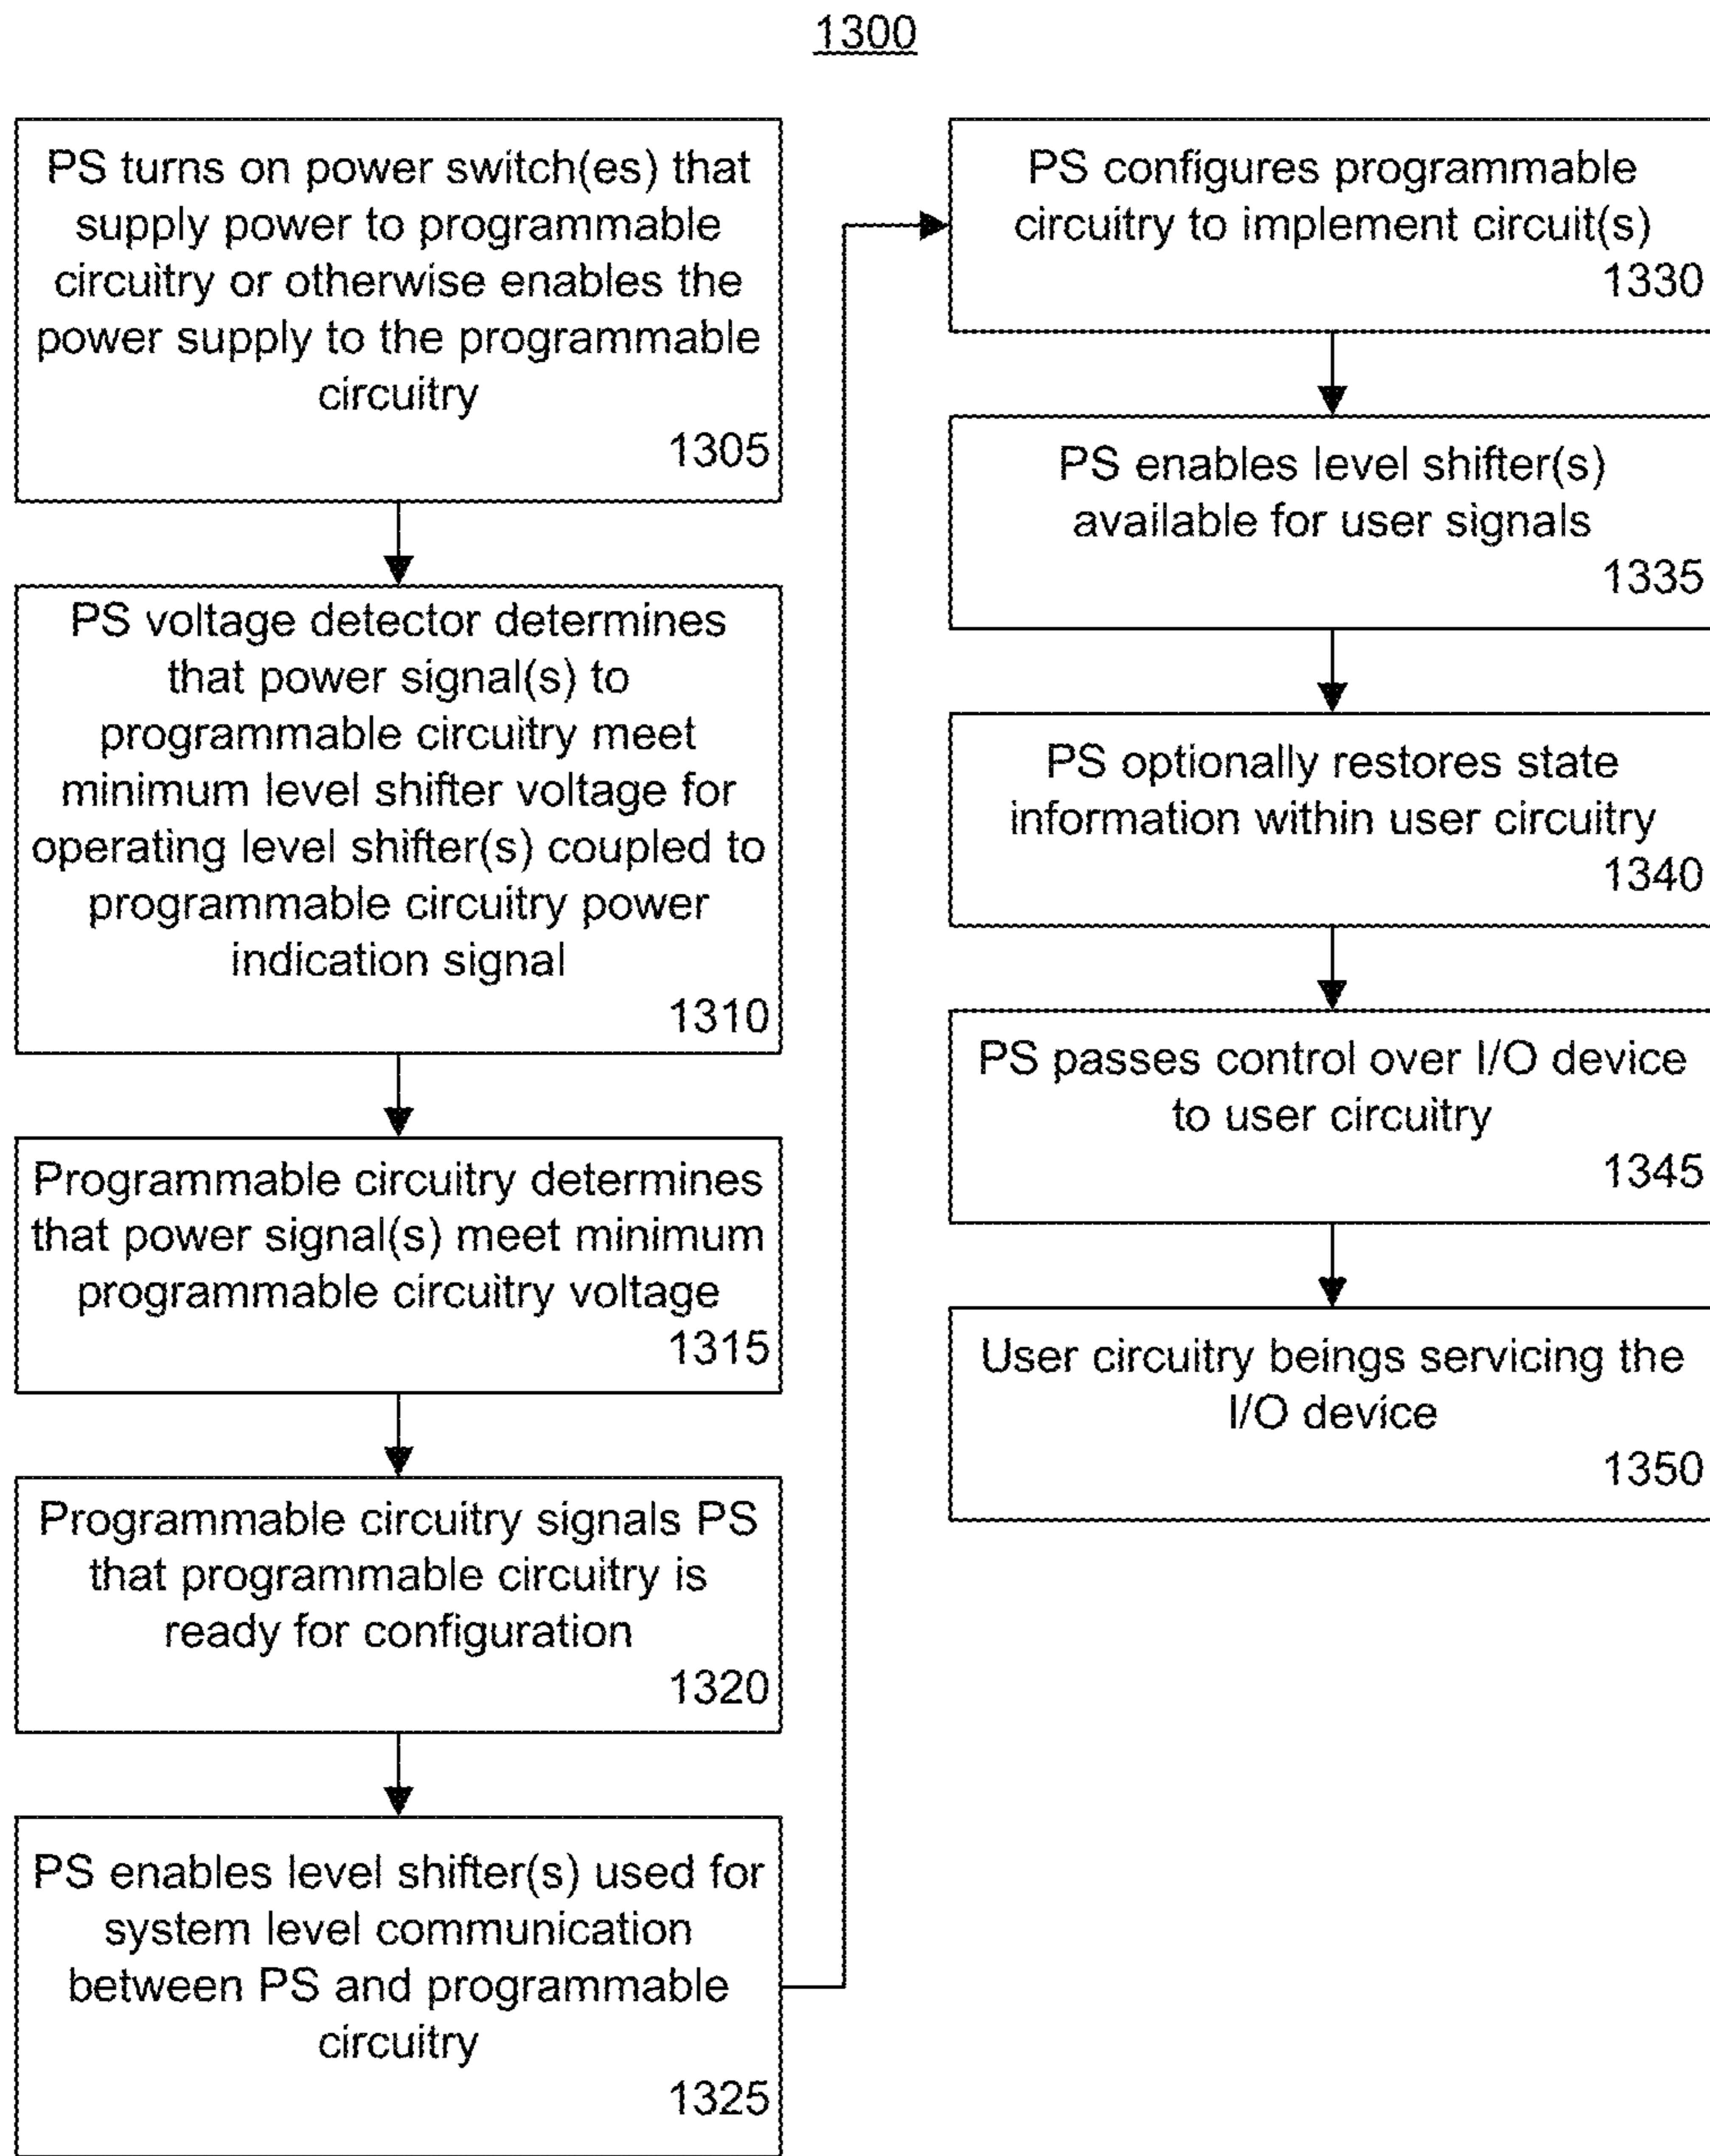 1300
PS turns on power switch(es) that
supply power to programmable
circuitry or otherwise enables the
power supply to the programmable
circuitry
1305
PS voltage detector determines
that power signal(s) to
programmable circuitry meet
minimum level shifter voltage for
operating level shifter(s) coupled to
programmable circuitry power
indication signal
1310
Programmable circuitry determines
that power signal(s) meet minimum
programmable circuitry voltage
1315
Programmable circuitry signals PS
that programmable circuitry is
ready for configuration
1320
PS enables level shifter(s) used for
system level communication
between PS and programmable
circuitry
1325
PS configures programmable
circuitry to implement circuit(s)
1330
PS enables level shifter(s)
available for user signals
1335
PS optionally restores state
information within user circuitry
1340
PS passes control over I/O device
to user circuitry
1345
User circuitry beings servicing the
I/O device
1350